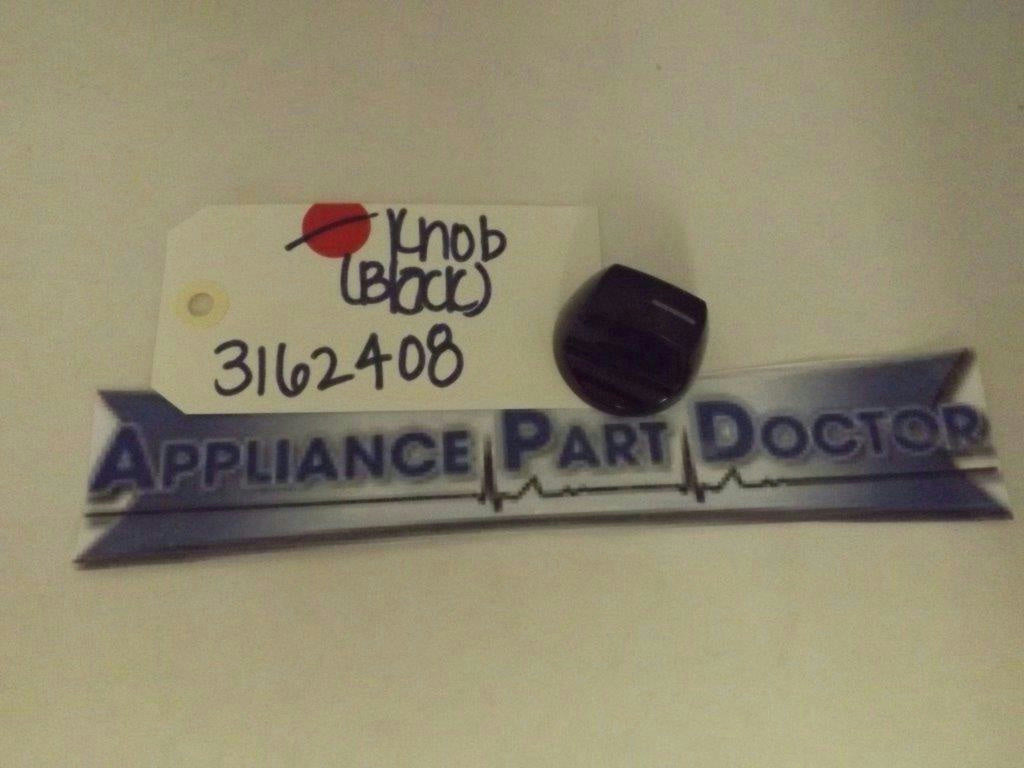 Knob
(Black)
3162408
APPLIANCE PART DOCTOR